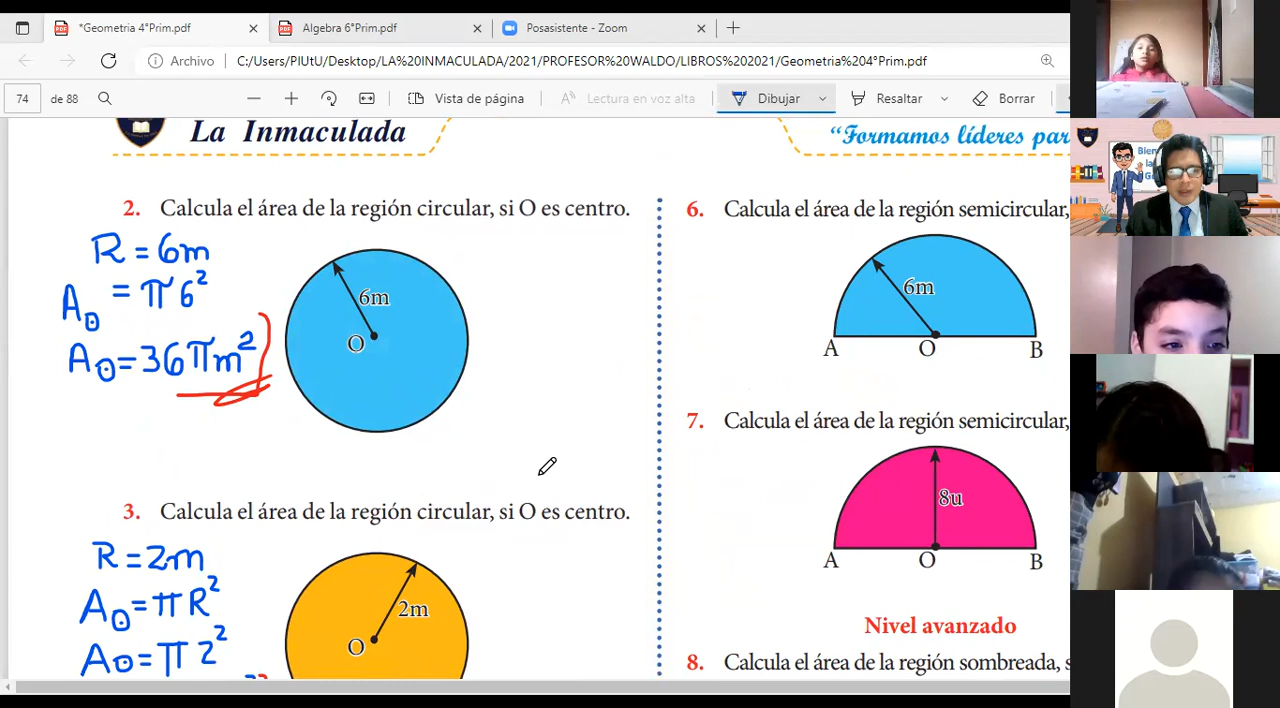 *Geometria 4°Prim.pdf
Algebra 6°Prim.pdf
Posasistente - Zoom
Archivo
C:/Users/PIUtU/Desktop/LA%20INMACULADA/2021/PROFESOR%20WALDO/LIBROS%202021/Geometria%204°Prim.pdf
74 de 88
Vista de página
Lectura en voz alta
Dibujar
Resaltar
Borrar
La Inmaculada
“Formamos líderes par
2. Calcula el área de la región circular, si O es centro.
R = 6m
A⊙ = π6²
A⊙ = 36πm²
6m
O
3. Calcula el área de la región circular, si O es centro.
R = 2m
A⊙ = πR²
A⊙ = π2²
2m
O
6. Calcula el área de la región semicircular,
6m
A O B
7. Calcula el área de la región semicircular,
8u
A O B
Nivel avanzado
8. Calcula el área de la región sombreada, s